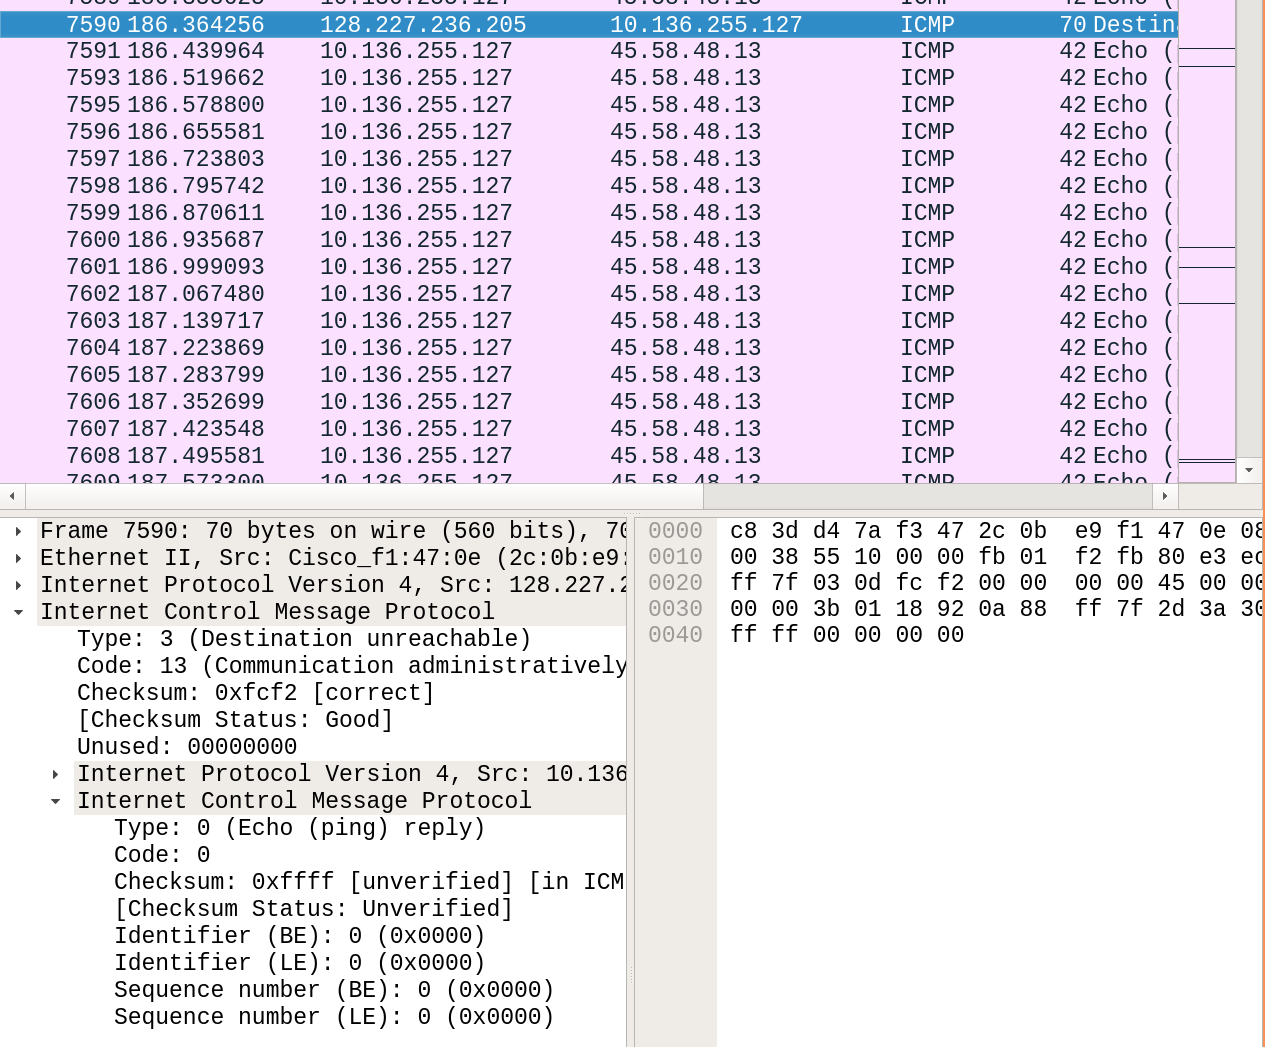 7590 186.364256 128.227.236.205 10.136.255.127 ICMP 70 Destina
7591 186.439964 10.136.255.127 45.58.48.13 ICMP 42 Echo (
7593 186.519662 10.136.255.127 45.58.48.13 ICMP 42 Echo (
7595 186.578800 10.136.255.127 45.58.48.13 ICMP 42 Echo (
7596 186.655581 10.136.255.127 45.58.48.13 ICMP 42 Echo (
7597 186.723803 10.136.255.127 45.58.48.13 ICMP 42 Echo (
7598 186.795742 10.136.255.127 45.58.48.13 ICMP 42 Echo (
7599 186.870611 10.136.255.127 45.58.48.13 ICMP 42 Echo (
7600 186.935687 10.136.255.127 45.58.48.13 ICMP 42 Echo (
7601 186.999093 10.136.255.127 45.58.48.13 ICMP 42 Echo (
7602 187.067480 10.136.255.127 45.58.48.13 ICMP 42 Echo (
7603 187.139717 10.136.255.127 45.58.48.13 ICMP 42 Echo (
7604 187.223869 10.136.255.127 45.58.48.13 ICMP 42 Echo (
7605 187.283799 10.136.255.127 45.58.48.13 ICMP 42 Echo (
7606 187.352699 10.136.255.127 45.58.48.13 ICMP 42 Echo (
7607 187.423548 10.136.255.127 45.58.48.13 ICMP 42 Echo (
7608 187.495581 10.136.255.127 45.58.48.13 ICMP 42 Echo (
7609 187.573300 10.136.255.127 45.58.48.13 ICMP 42 Echo (
Frame 7590: 70 bytes on wire (560 bits), 70
Ethernet II, Src: Cisco_f1:47:0e (2c:0b:e9:
Internet Protocol Version 4, Src: 128.227.2
Internet Control Message Protocol
Type: 3 (Destination unreachable)
Code: 13 (Communication administratively
Checksum: 0xfcf2 [correct]
[Checksum Status: Good]
Unused: 00000000
Internet Protocol Version 4, Src: 10.136
Internet Control Message Protocol
Type: 0 (Echo (ping) reply)
Code: 0
Checksum: 0xffff [unverified] [in ICM
[Checksum Status: Unverified]
Identifier (BE): 0 (0x0000)
Identifier (LE): 0 (0x0000)
Sequence number (BE): 0 (0x0000)
Sequence number (LE): 0 (0x0000)
0000 c8 3d d4 7a f3 47 2c 0b e9 f1 47 0e 08
0010 00 38 55 10 00 00 fb 01 f2 fb 80 e3 ec
0020 ff 7f 03 0d fc f2 00 00 00 00 45 00 00
0030 00 00 3b 01 18 92 0a 88 ff 7f 2d 3a 30
0040 ff ff 00 00 00 00